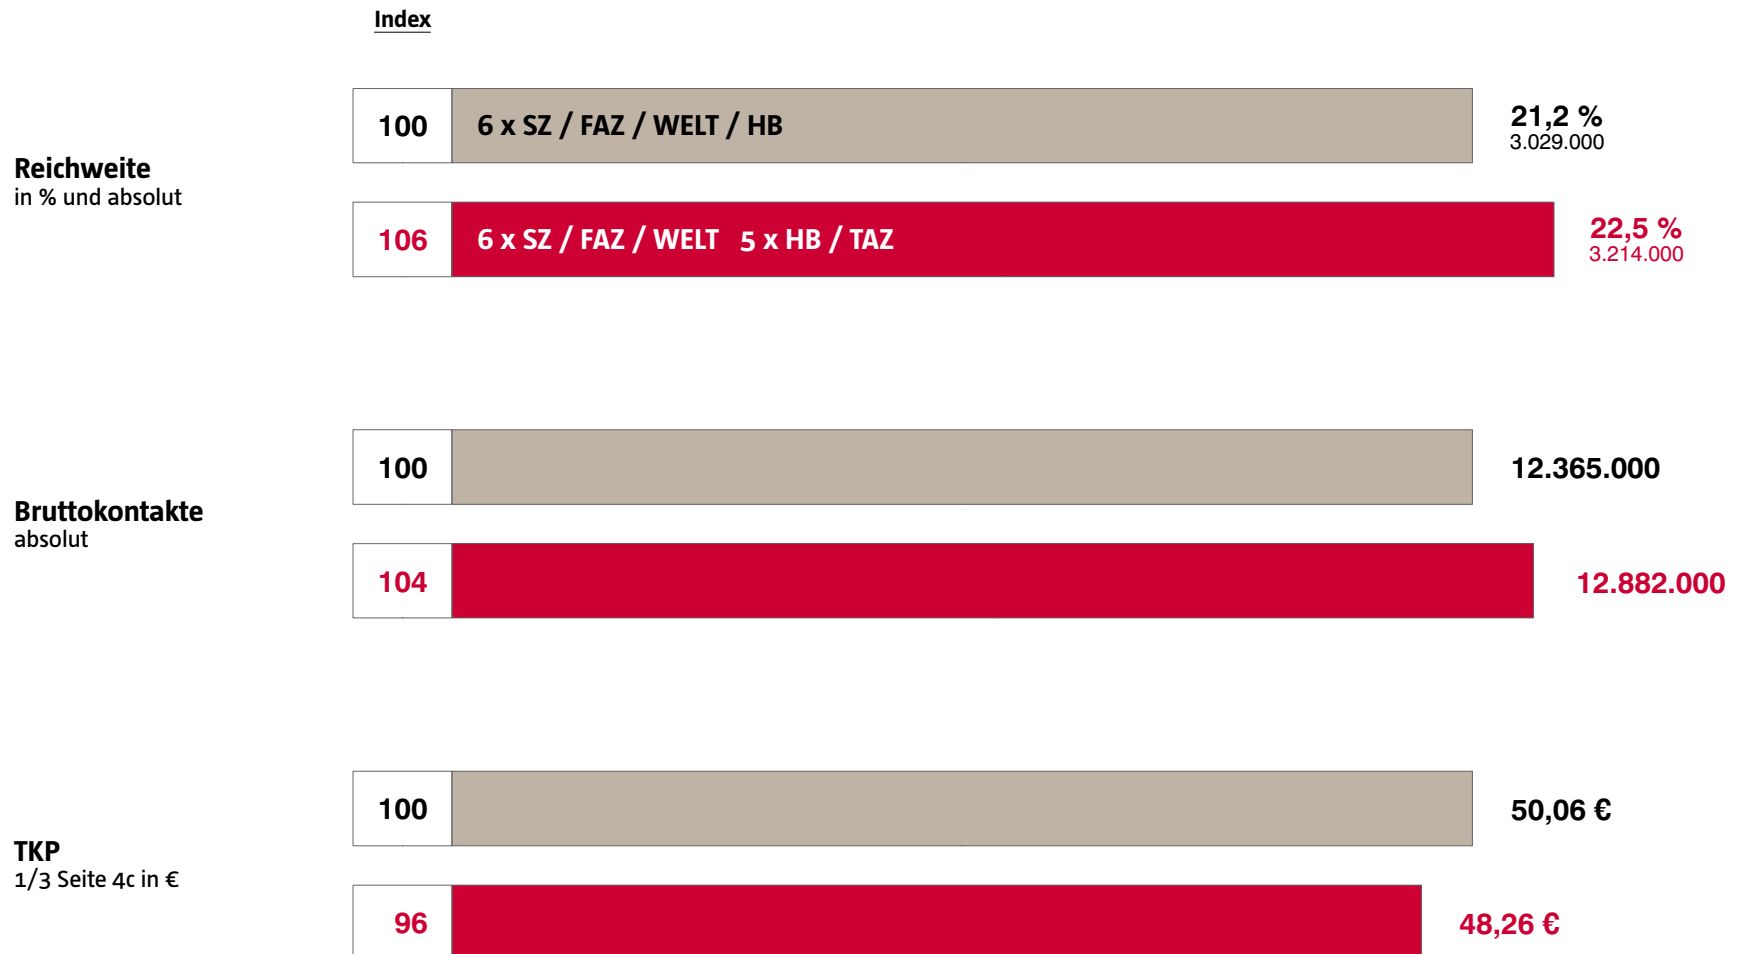 Index
Reichweite
in % und absolut
100 6 x SZ / FAZ / WELT / HB 21,2 %
3.029.000
106 6 x SZ / FAZ / WELT 5 x HB / TAZ 22,5 %
3.214.000
Bruttokontakte
absolut
100 12.365.000
104 12.882.000
TKP
1/3 Seite 4c in €
100 50,06 €
96 48,26 €